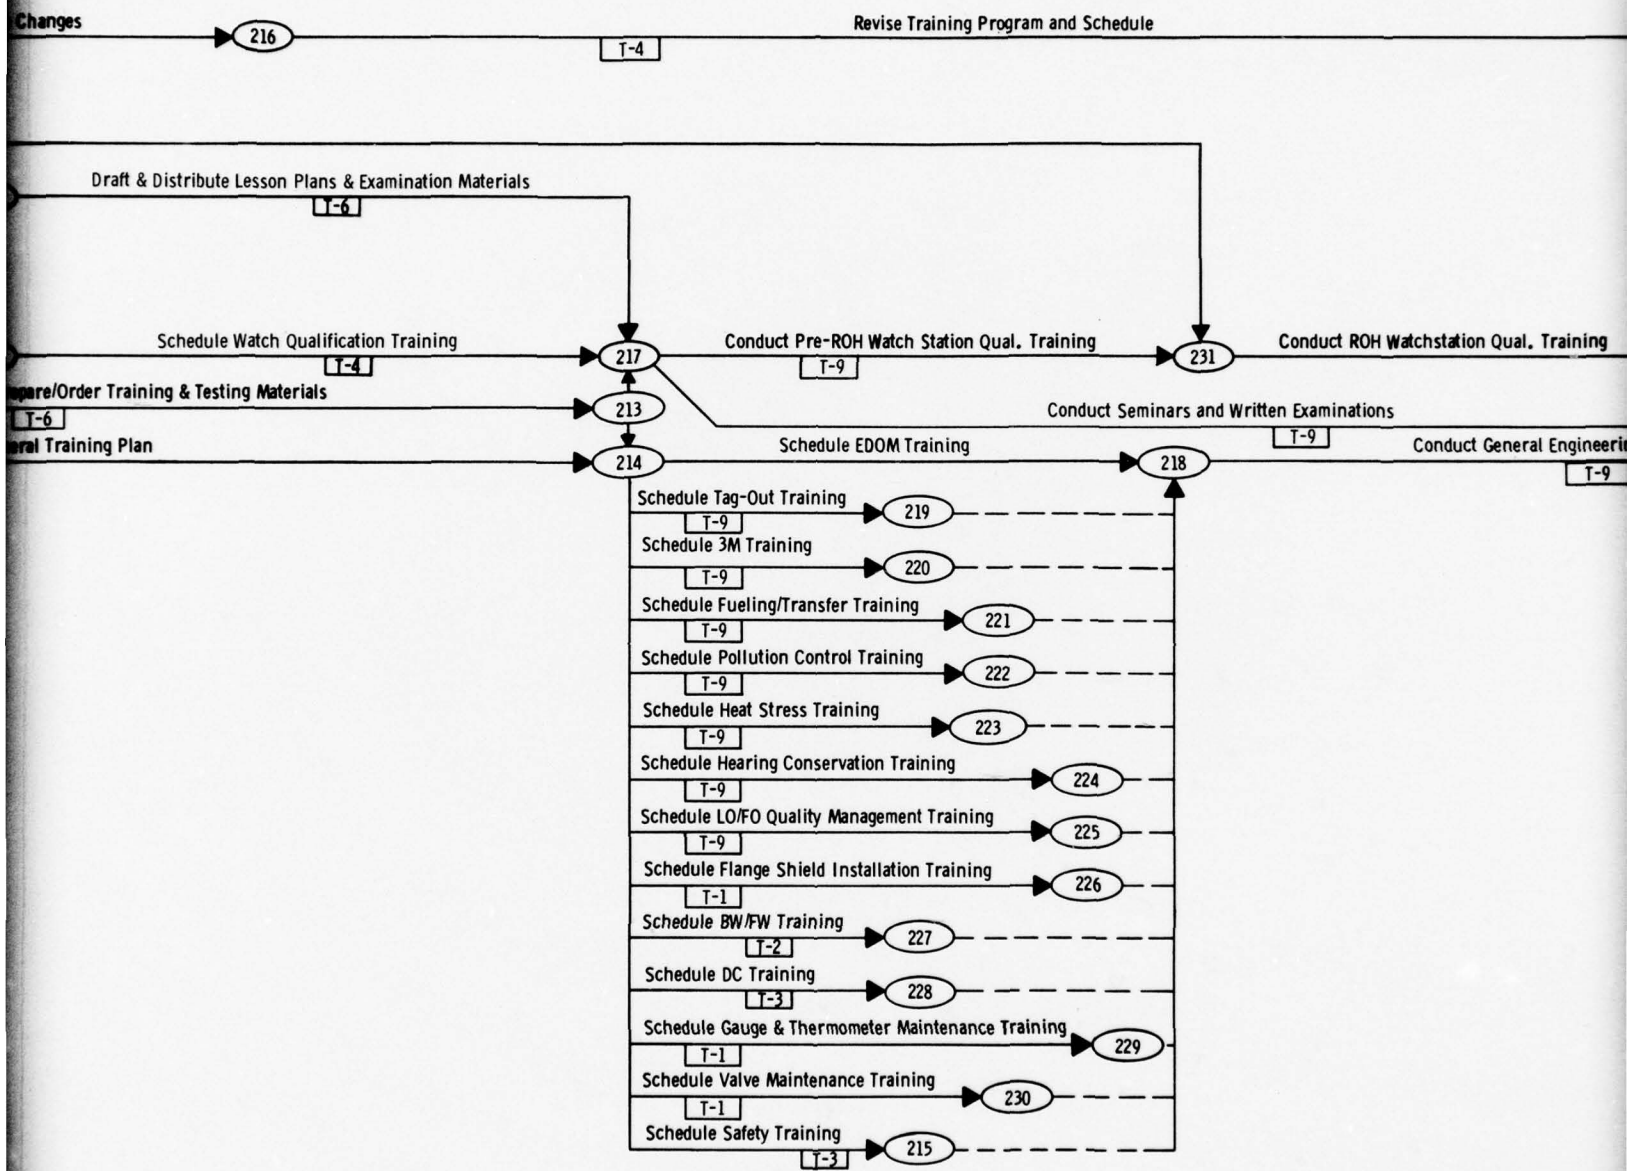 Changes
Revise Training Program and Schedule
216
T-4
Draft & Distribute Lesson Plans & Examination Materials
T-6
Schedule Watch Qualification Training
T-4
217
Conduct Pre-ROH Watch Station Qual. Training
T-9
231
Conduct ROH Watchstation Qual. Training
/Order Training & Testing Materials
T-6
213
Conduct Seminars and Written Examinations
T-9
Training Plan
214
Schedule EDOM Training
218
Conduct General
T-9
Schedule Tag-Out Training
T-9
219
Schedule 3M Training
T-9
220
Schedule Fueling/Transfer Training
T-9
221
Schedule Pollution Control Training
T-9
222
Schedule Heat Stress Training
T-9
223
Schedule Hearing Conservation Training
T-9
224
Schedule LO/FO Quality Management Training
T-9
225
Schedule Flange Shield Installation Training
T-1
226
Schedule BW/FW Training
T-2
227
Schedule DC Training
T-3
228
Schedule Gauge & Thermometer Maintenance Training
T-1
229
Schedule Valve Maintenance Training
T-1
230
Schedule Safety Training
T-3
215